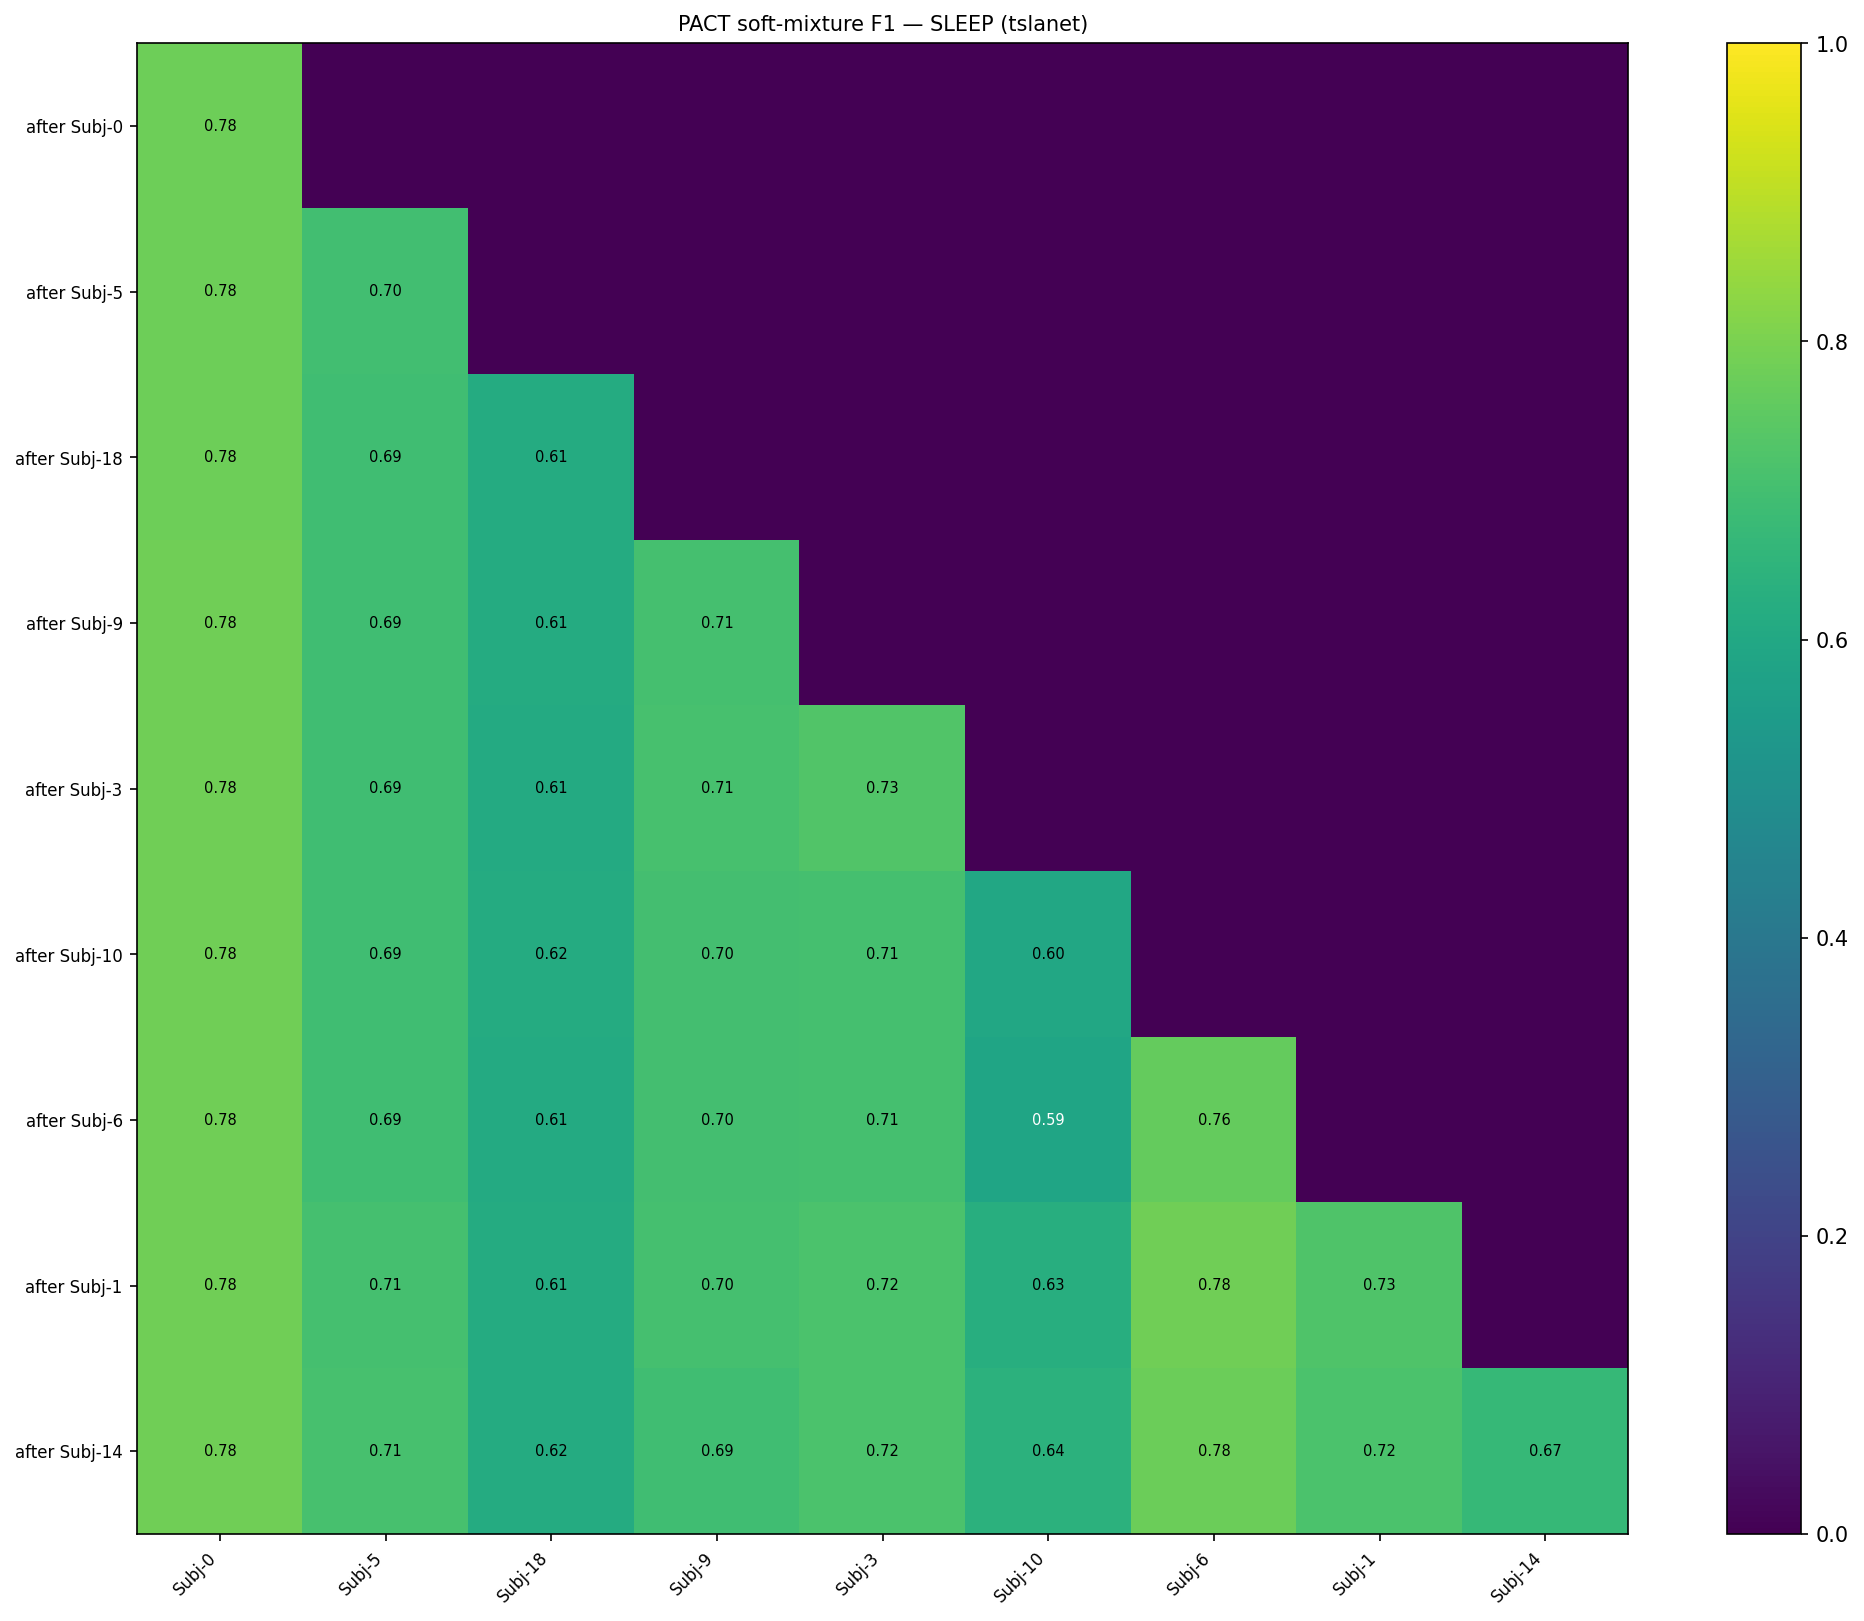 PACT soft-mixture F1 — SLEEP (tslanet)
1.0
after Subj-0 0.78
after Subj-5 0.78 0.70
0.8
after Subj-18 0.78 0.69 0.61
after Subj-9 0.78 0.69 0.61 0.71
0.6
after Subj-3 0.78 0.69 0.61 0.71 0.73
0.4
after Subj-10 0.78 0.69 0.62 0.70 0.71 0.60
after Subj-6 0.78 0.69 0.61 0.70 0.71 0.59 0.76
0.2
after Subj-1 0.78 0.71 0.61 0.70 0.72 0.63 0.78 0.73
after Subj-14 0.78 0.71 0.62 0.69 0.72 0.64 0.78 0.72 0.67
0.0
Subj-0 Subj-5 Subj-18 Subj-9 Subj-3 Subj-10 Subj-6 Subj-1 Subj-14